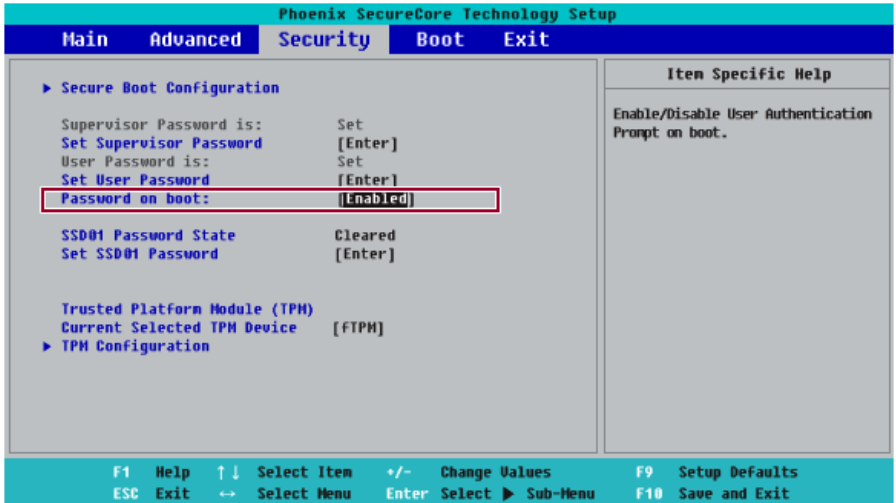 Phoenix SecureCore Technology Setup
Main Advanced Security Boot Exit
Item Specific Help
▶ Secure Boot Configuration
Enable/Disable User Authentication
Prompt on boot.
Supervisor Password is: Set
Set Supervisor Password [Enter]
User Password is: Set
Set User Password [Enter]
Password on boot: [Enabled]
SSD01 Password State Cleared
Set SSD01 Password [Enter]
Trusted Platform Module (TPM)
Current Selected TPM Device [fTPM]
▶ TPM Configuration
F1 Help ↑↓ Select Item +/- Change Values F9 Setup Defaults
ESC Exit ↔ Select Menu Enter Select ▶ Sub-Menu F10 Save and Exit